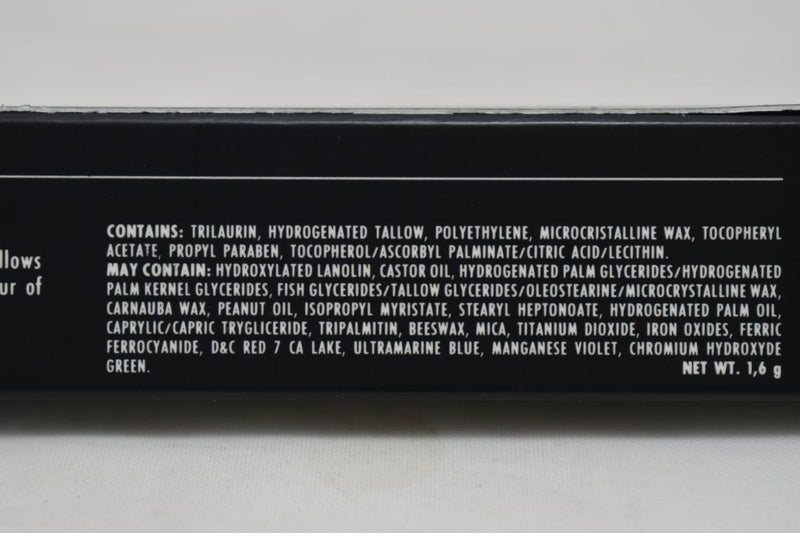 CONTAINS: TRILAURIN, HYDROGENATED TALLOW, POLYETHYLENE, MICROCRISTALLINE WAX, TOCOPHERYL
ACETATE, PROPYL PARABEN, TOCOPHEROL/ASCORBYL PALMINATE/CITRIC ACID/LECITHIN.
llows
MAY CONTAIN: HYDROXYLATED LANOLIN, CASTOR OIL, HYDROGENATED PALM GLYCERIDES/HYDROGENATED
ur of
PALM KERNEL GLYCERIDES, FISH GLYCERIDES/TALLOW GLYCERIDES/OLEOSTEARINE/MICROCRYSTALLINE WAX,
CARNAUBA WAX, PEANUT OIL, ISOPROPYL MYRISTATE, STEARYL HEPTONOATE, HYDROGENATED PALM OIL,
CAPRYLIC/CAPRIC TRYGLICERIDE, TRIPALMITIN, BEESWAX, MICA, TITANIUM DIOXIDE, IRON OXIDES, FERRIC
FERROCYANIDE, D&C RED 7 CA LAKE, ULTRAMARINE BLUE, MANGANESE VIOLET, CHROMIUM HYDROXYDE
GREEN. NET WT. 1,6 g